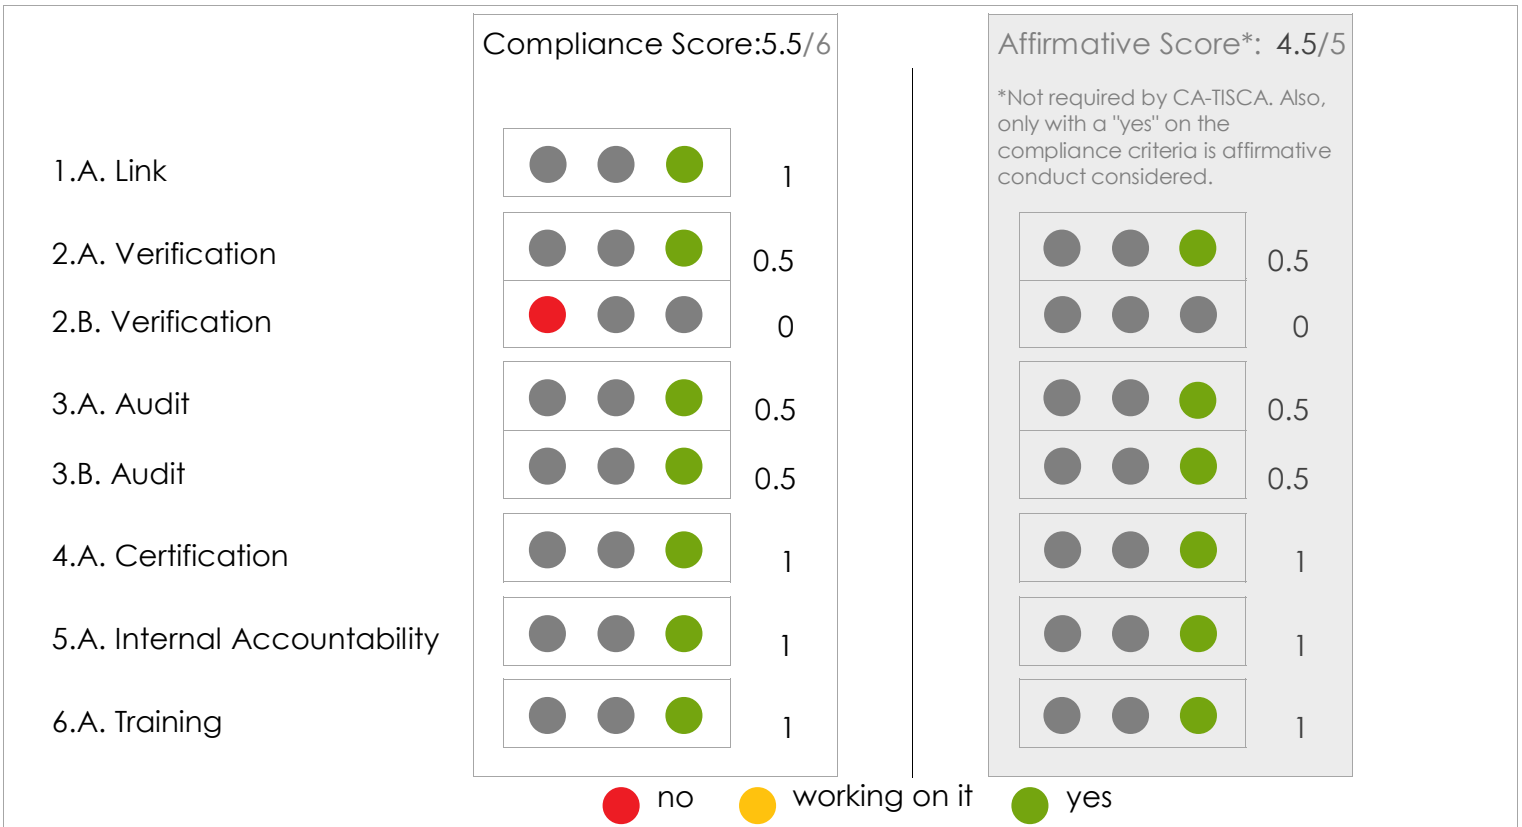 Compliance Score:5.5/6
Affirmative Score*: 4.5/5
*Not required by CA-TISCA. Also,
only with a "yes" on the
compliance criteria is affirmative
conduct considered.
1.A. Link 1
2.A. Verification 0.5 0.5
2.B. Verification 0 0
3.A. Audit 0.5 0.5
3.B. Audit 0.5 0.5
4.A. Certification 1 1
5.A. Internal Accountability 1 1
6.A. Training 1 1
no working on it yes